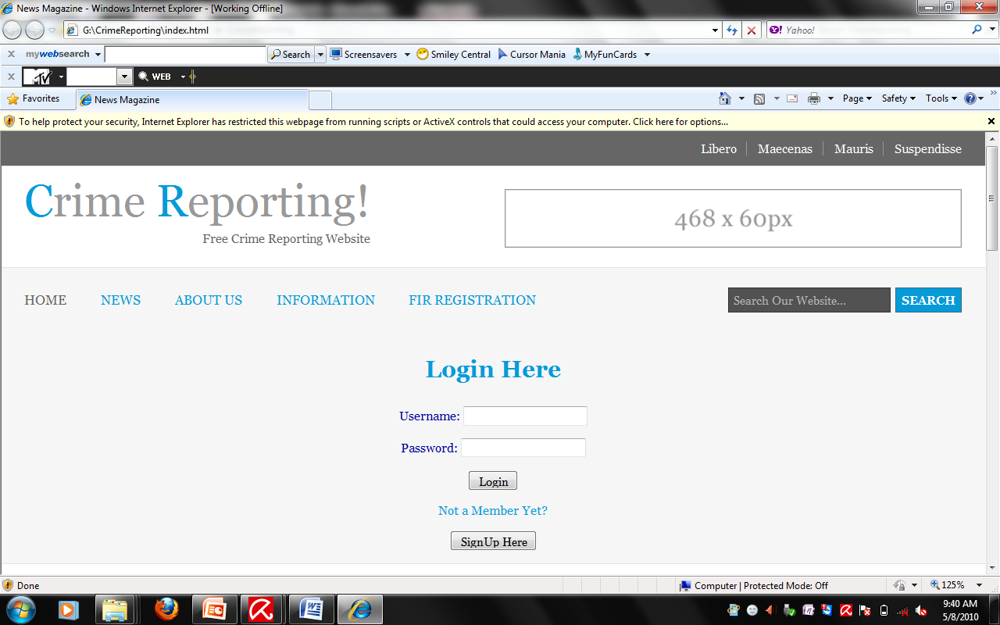 News Magazine - Windows Internet Explorer - [Working Offline]
G:\CrimeReporting\index.html
Yahoo!
mywebsearch
Search
Screensavers
Smiley Central
Cursor Mania
MyFunCards
MTV
WEB
Favorites
News Magazine
Page
Safety
Tools
To help protect your security, Internet Explorer has restricted this webpage from running scripts or ActiveX controls that could access your computer. Click here for options...
Libero
Maecenas
Mauris
Suspendisse
Crime Reporting!
468 x 60px
Free Crime Reporting Website
HOME
NEWS
ABOUT US
INFORMATION
FIR REGISTRATION
Search Our Website...
SEARCH
Login Here
Username:
Password:
Login
Not a Member Yet?
SignUp Here
Done
Computer | Protected Mode: Off
125%
9:40 AM
5/8/2010